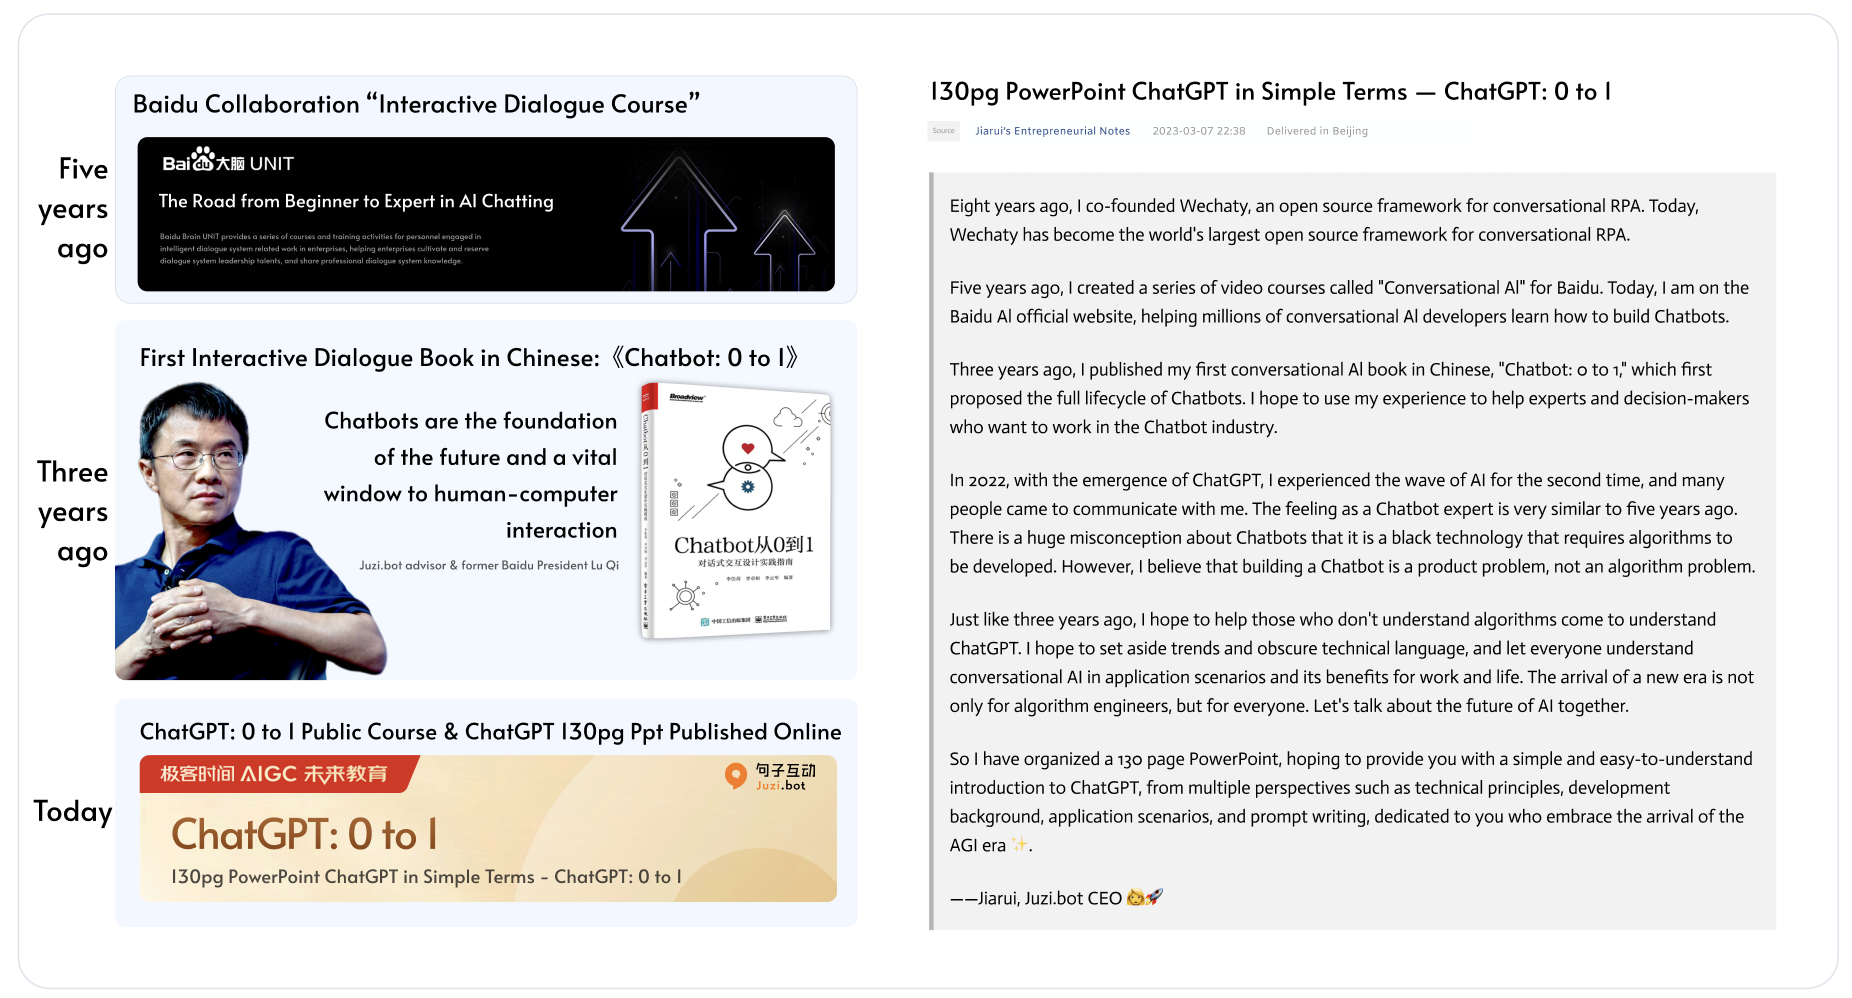 Five
years
ago
Baidu Collaboration “Interactive Dialogue Course”
Bai du 大脑 UNIT
The Road from Beginner to Expert in AI Chatting
Baidu Brain UNIT provides a series of courses and training activities for personnel engaged in
intelligent dialogue system related work in enterprises, helping enterprises cultivate and reserve
dialogue system leadership talents, and share professional dialogue system knowledge.
Three
years
ago
First Interactive Dialogue Book in Chinese:《Chatbot: 0 to 1》
Chatbots are the foundation
of the future and a vital
window to human-computer
interaction
Juzi.bot advisor & former Baidu President Lu Qi
Broadview
Chatbot从0到1
对话式交互设计实践指南
中国工信出版集团
Today
ChatGPT: 0 to 1 Public Course & ChatGPT 130pg Ppt Published Online
极客时间 AIGC 未来教育
句子互动
Juzi.bot
ChatGPT: 0 to 1
130pg PowerPoint ChatGPT in Simple Terms - ChatGPT: 0 to 1
130pg PowerPoint ChatGPT in Simple Terms — ChatGPT: 0 to 1
Source Jiarui's Entrepreneurial Notes 2023-03-07 22:38 Delivered in Beijing
Eight years ago, I co-founded Wechaty, an open source framework for conversational RPA. Today,
Wechaty has become the world's largest open source framework for conversational RPA.
Five years ago, I created a series of video courses called "Conversational AI" for Baidu. Today, I am on the
Baidu AI official website, helping millions of conversational AI developers learn how to build Chatbots.
Three years ago, I published my first conversational AI book in Chinese, "Chatbot: 0 to 1," which first
proposed the full lifecycle of Chatbots. I hope to use my experience to help experts and decision-makers
who want to work in the Chatbot industry.
In 2022, with the emergence of ChatGPT, I experienced the wave of AI for the second time, and many
people came to communicate with me. The feeling as a Chatbot expert is very similar to five years ago.
There is a huge misconception about Chatbots that it is a black technology that requires algorithms to
be developed. However, I believe that building a Chatbot is a product problem, not an algorithm problem.
Just like three years ago, I hope to help those who don't understand algorithms come to understand
ChatGPT. I hope to set aside trends and obscure technical language, and let everyone understand
conversational AI in application scenarios and its benefits for work and life. The arrival of a new era is not
only for algorithm engineers, but for everyone. Let's talk about the future of AI together.
So I have organized a 130 page PowerPoint, hoping to provide you with a simple and easy-to-understand
introduction to ChatGPT, from multiple perspectives such as technical principles, development
background, application scenarios, and prompt writing, dedicated to you who embrace the arrival of the
AGI era ✨.
——Jiarui, Juzi.bot CEO 👩🚀